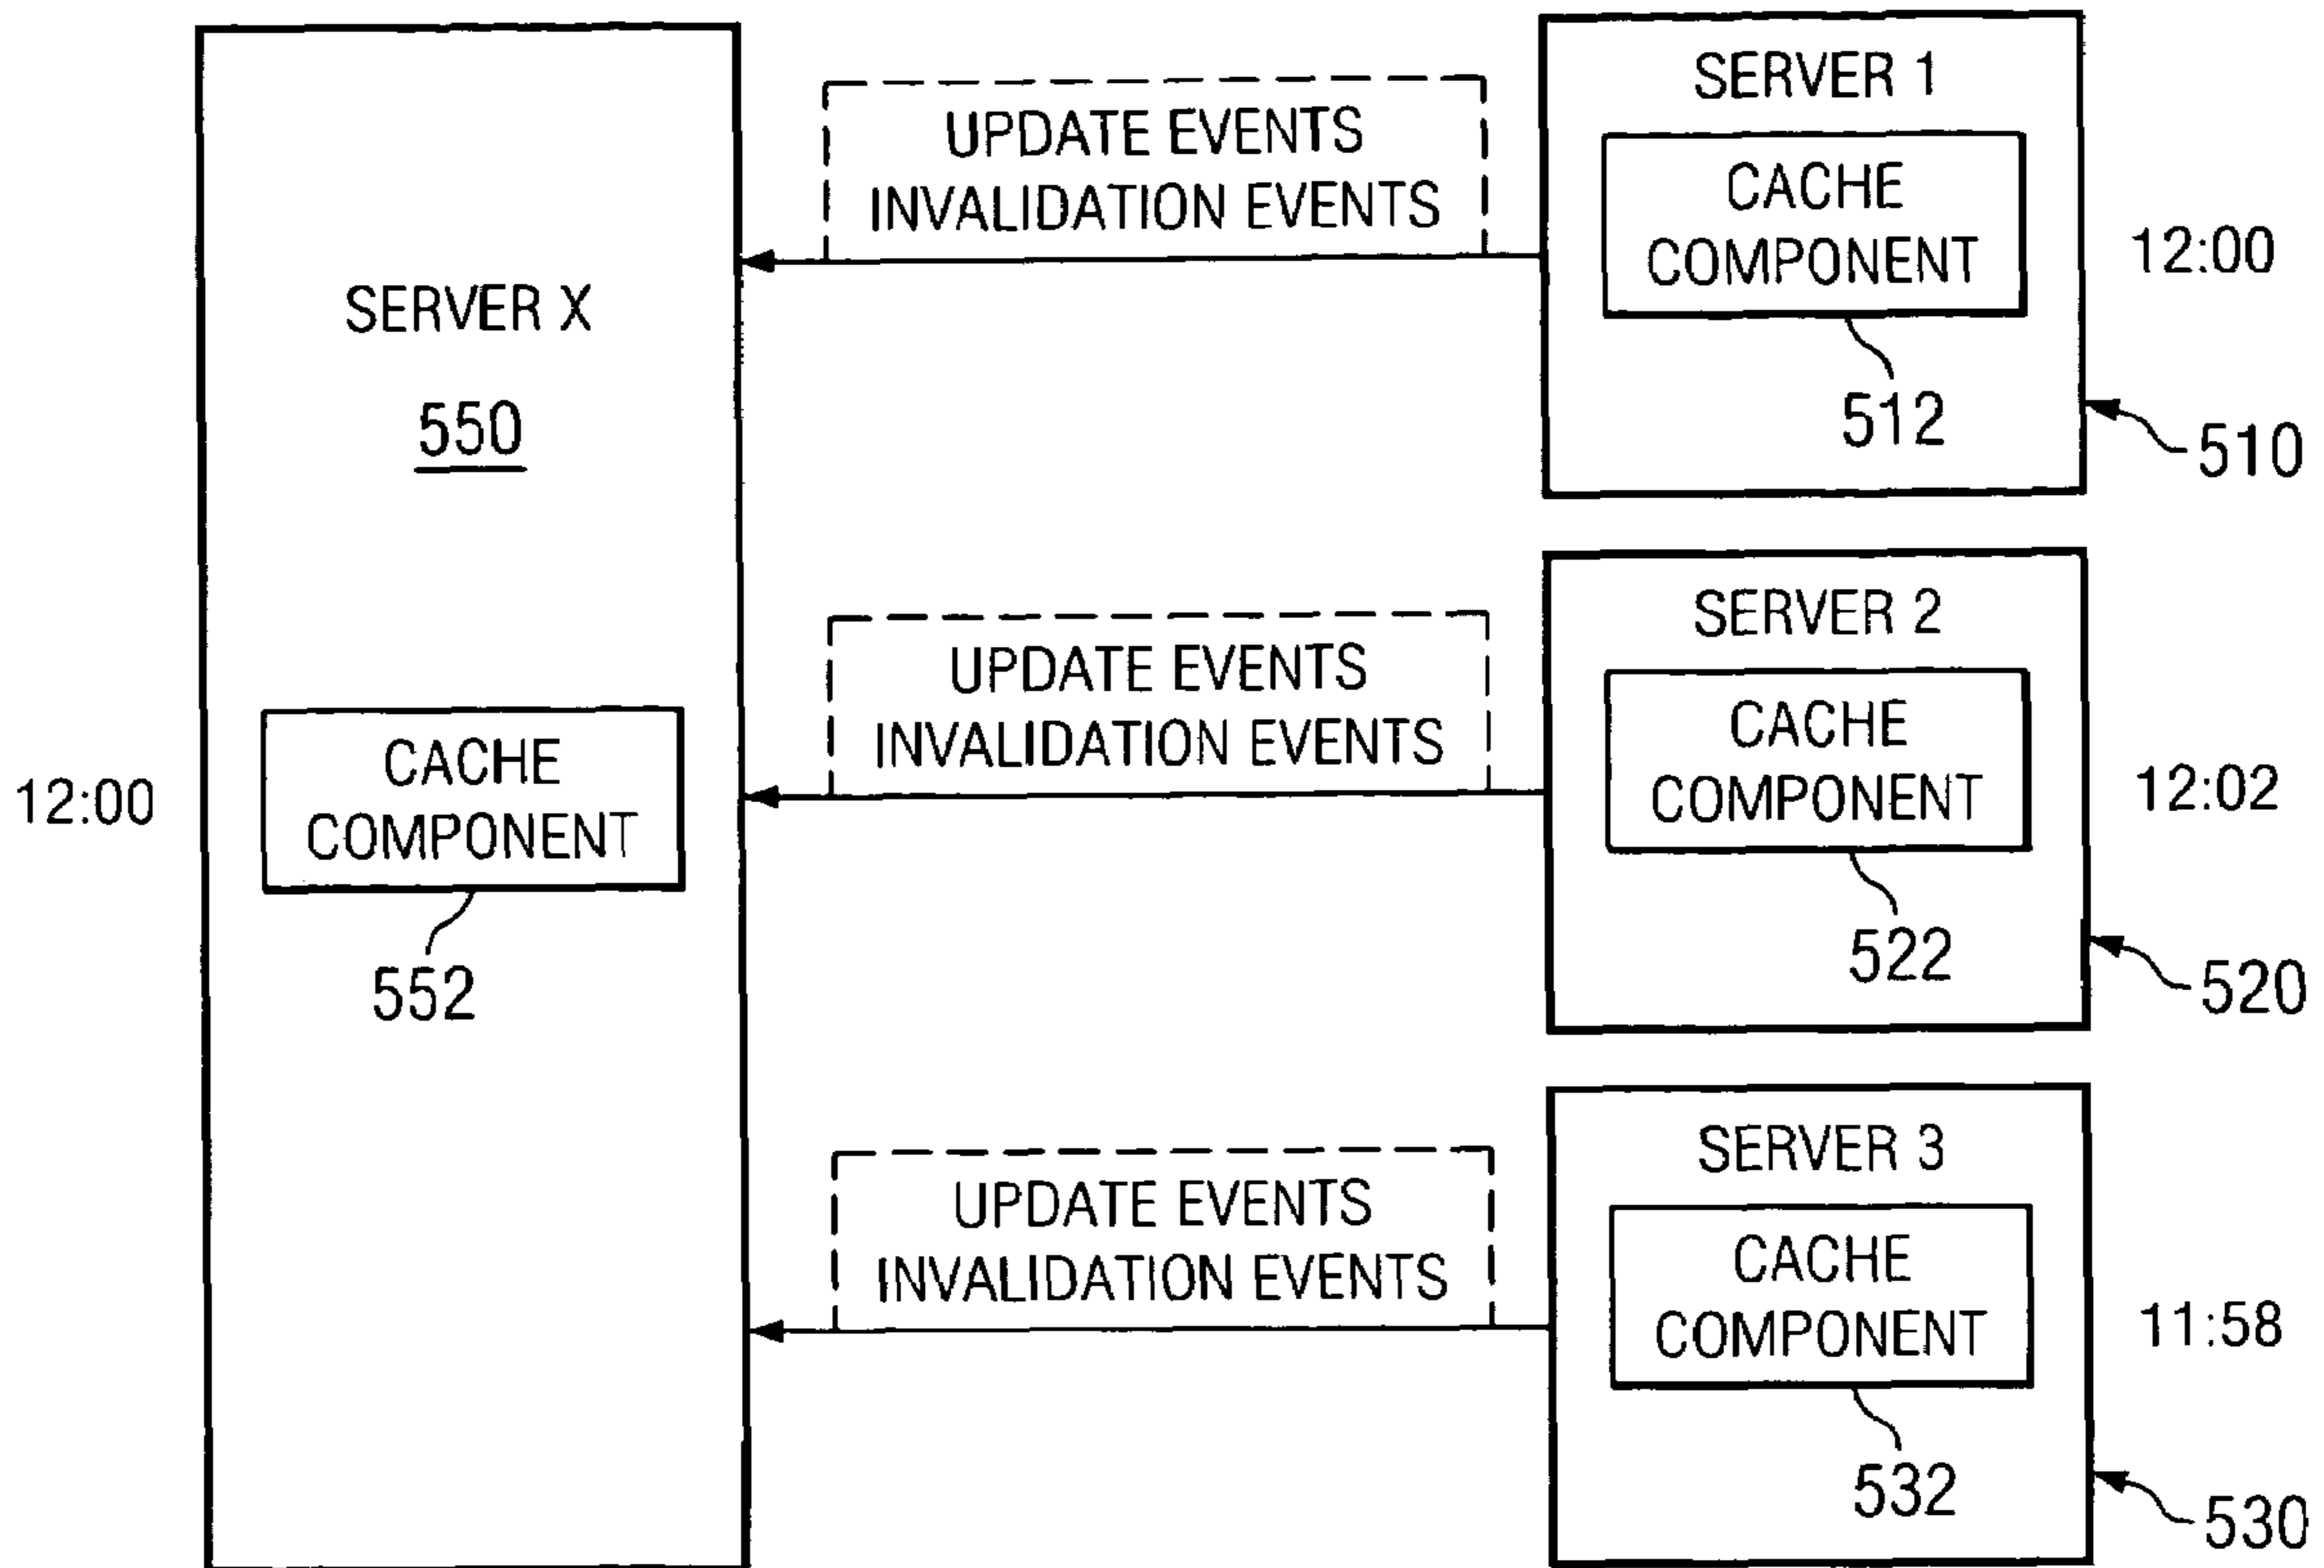 SERVER X
550
12:00
CACHE
COMPONENT
552
UPDATE EVENTS
INVALIDATION EVENTS
SERVER 1
CACHE
COMPONENT
512
12:00
510
UPDATE EVENTS
INVALIDATION EVENTS
SERVER 2
CACHE
COMPONENT
522
12:02
520
UPDATE EVENTS
INVALIDATION EVENTS
SERVER 3
CACHE
COMPONENT
532
11:58
530